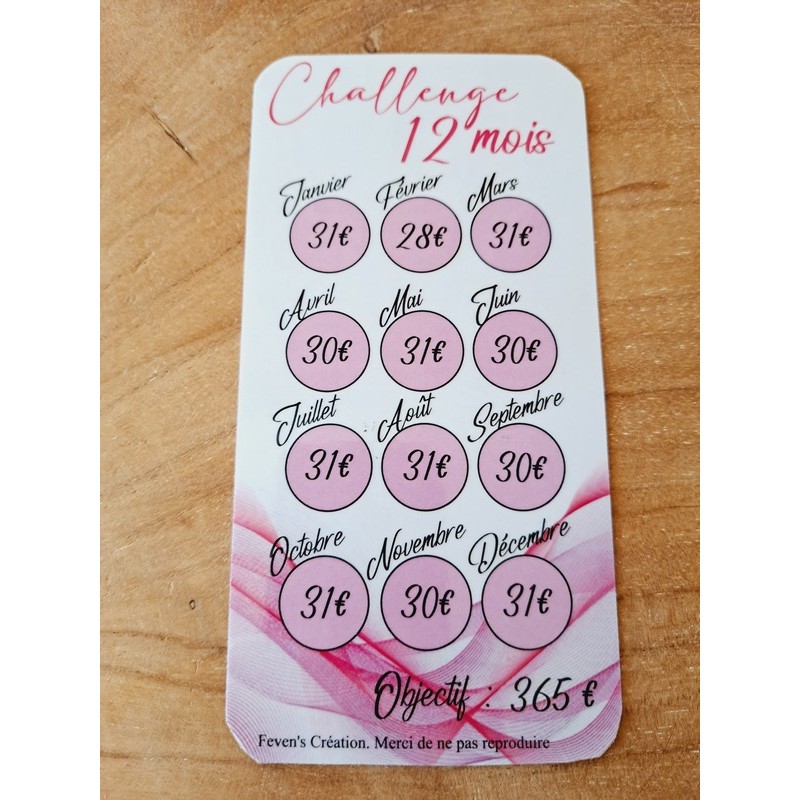 Challenge
12 mois
Janvier Février Mars
31€ 28€ 31€
Avril Mai Juin
30€ 31€ 30€
Juillet Août Septembre
31€ 31€ 30€
Octobre Novembre Décembre
31€ 30€ 31€
Objectif : 365 €
Feven's Création. Merci de ne pas reproduire